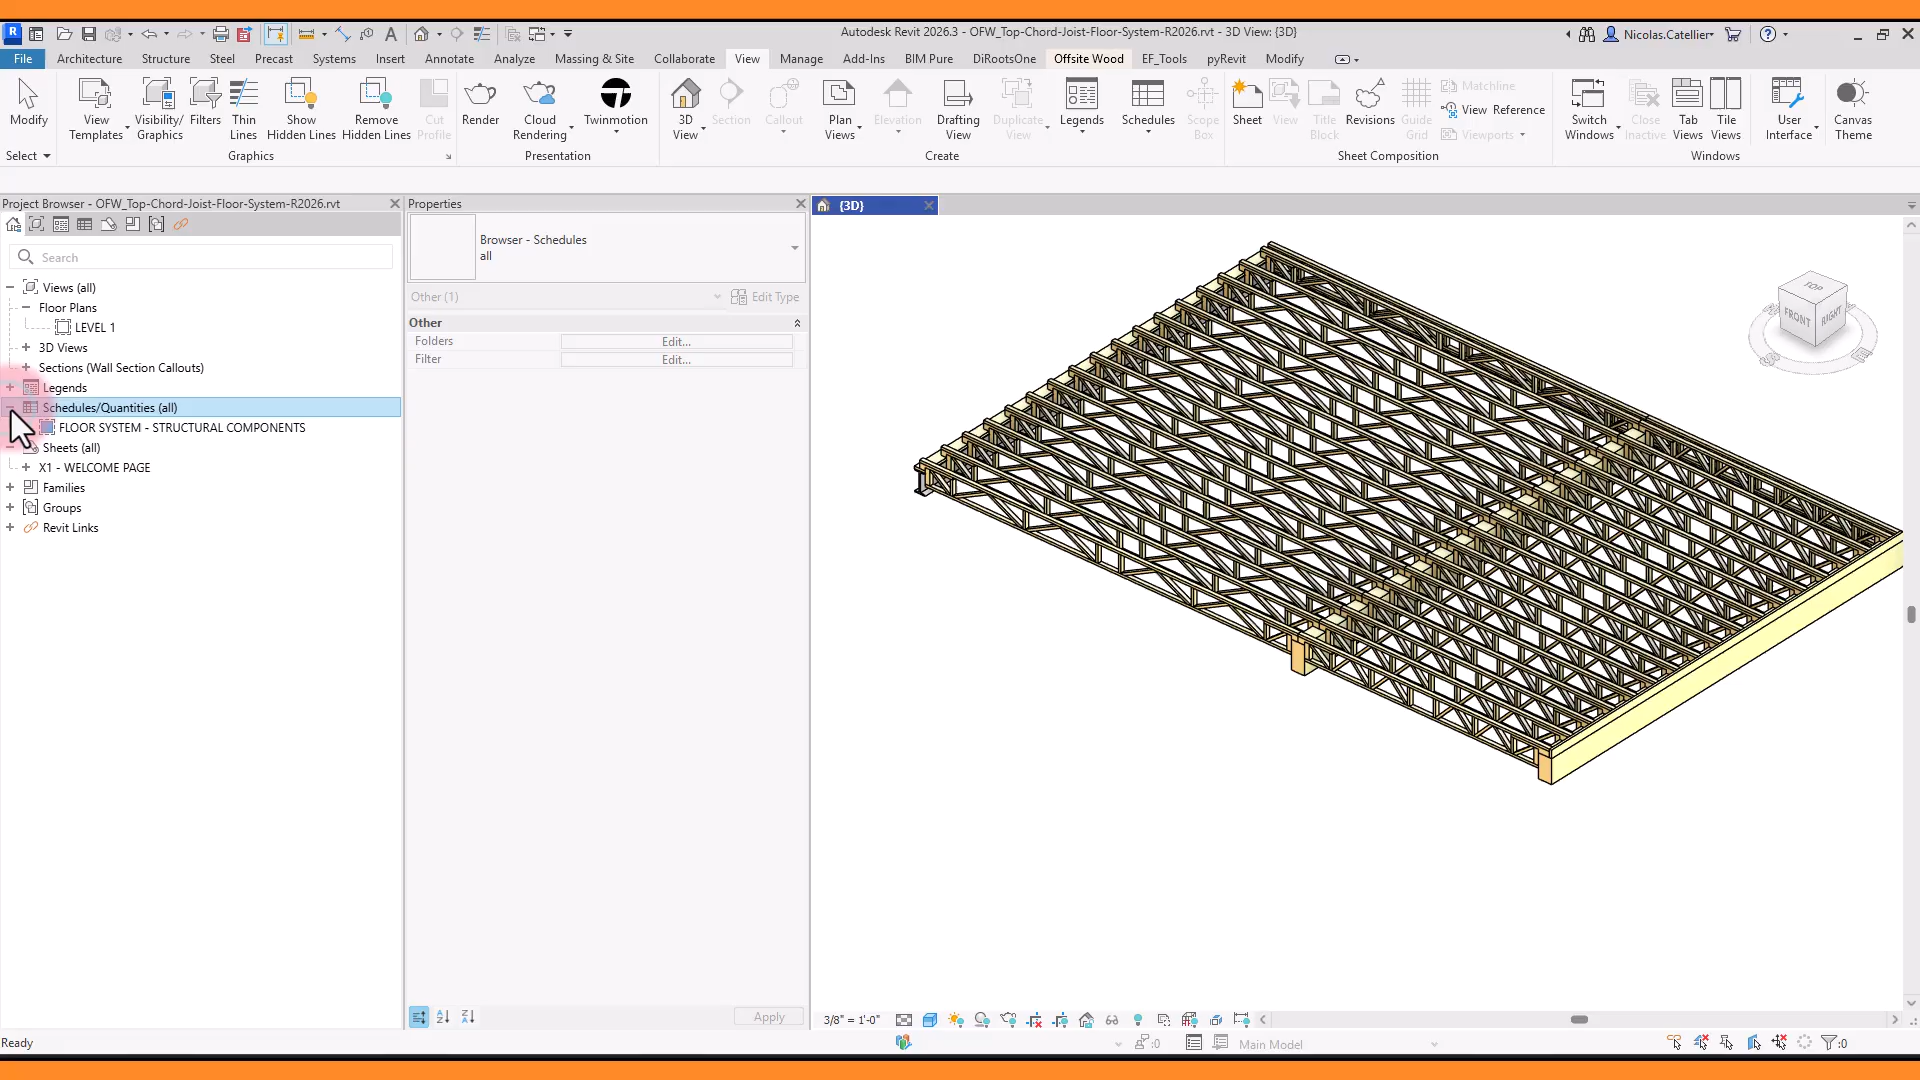 Autodesk Revit 2026.3 - OFW_Top-Chord-Joist-Floor-System-R2026.rvt - 3D View: {3D}
Nicolas.Catellier
File Architecture Structure Steel Precast Systems Insert Annotate Analyze Massing & Site Collaborate View Manage Add-Ins BIM Pure DiRootsOne Offsite Wood EF_Tools pyRevit Modify
Modify
View Templates
Visibility/ Graphics
Filters
Thin Lines
Show Hidden Lines
Remove Hidden Lines
Cut Profile
Render
Cloud Rendering
Twinmotion
3D View
Section
Callout
Plan Views
Elevation
Drafting View
Duplicate View
Legends
Schedules
Scope Box
Sheet
View
Title Block
Revisions
Guide Grid
Matchline
View Reference
Viewports
Switch Windows
Close Inactive
Tab Views
Tile Views
User Interface
Canvas Theme
Select
Graphics
Presentation
Create
Sheet Composition
Windows
Project Browser - OFW_Top-Chord-Joist-Floor-System-R2026.rvt
Search
Views (all)
Floor Plans
LEVEL 1
3D Views
Sections (Wall Section Callouts)
Legends
Schedules/Quantities (all)
FLOOR SYSTEM - STRUCTURAL COMPONENTS
Sheets (all)
X1 - WELCOME PAGE
Families
Groups
Revit Links
Properties
Browser - Schedules
all
Other (1)
Edit Type
Other
Folders Edit...
Filter Edit...
Apply
{3D}
TOP
FRONT
RIGHT
3/8" = 1'-0"
Ready
:0
Main Model
:0